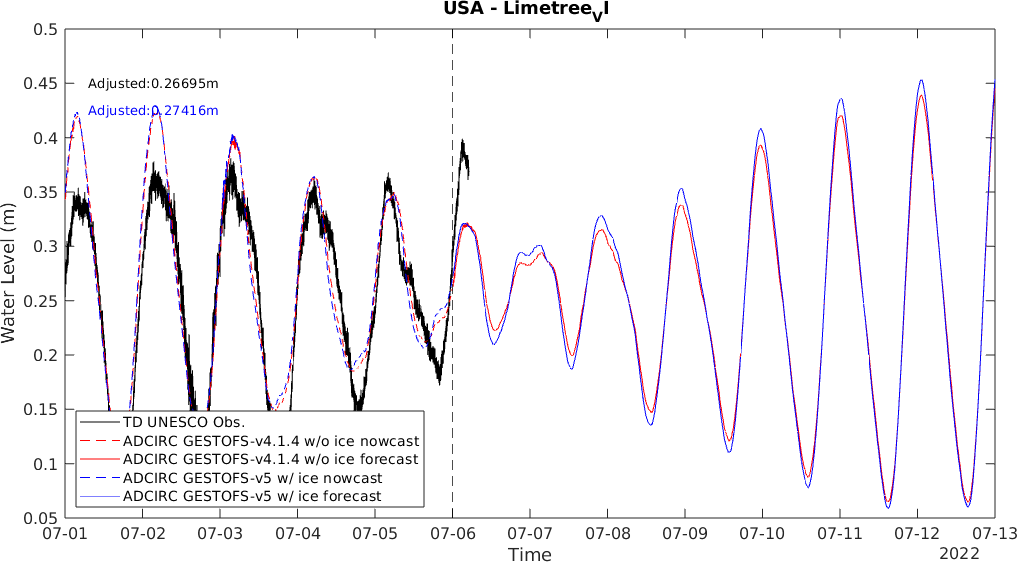 USA - Limetree_VI
0.5
0.45
0.4
0.35
0.3
0.25
0.2
0.15
0.1
0.05
Water Level (m)
Adjusted:0.26695m
Adjusted:0.27416m
TD UNESCO Obs.
ADCIRC GESTOFS-v4.1.4 w/o ice nowcast
ADCIRC GESTOFS-v4.1.4 w/o ice forecast
ADCIRC GESTOFS-v5 w/ ice nowcast
ADCIRC GESTOFS-v5 w/ ice forecast
07-01 07-02 07-03 07-04 07-05 07-06 07-07 07-08 07-09 07-10 07-11 07-12 07-13
Time
2022